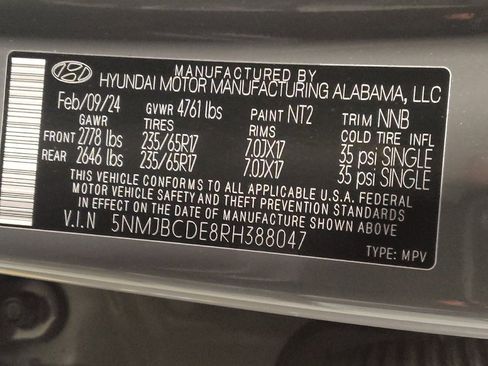 MANUFACTURED BY
HYUNDAI MOTOR MANUFACTURING ALABAMA, LLC
Feb/09/24 GVWR 4761 lbs PAINT NT2 TRIM NNB
GAWR TIRES RIMS COLD TIRE INFL
FRONT 2778 lbs 235/65R17 7.0JX17 35 psi SINGLE
REAR 2646 lbs 235/65R17 7.0JX17 35 psi SINGLE
THIS VEHICLE CONFORMS TO ALL APPLICABLE U.S.A. FEDERAL
MOTOR VEHICLE SAFETY AND THEFT PREVENTION STANDARDS
IN EFFECT ON THE DATE OF MANUFACTURE SHOWN ABOVE
V.I.N 5NMJBCDE8RH388047
TYPE: MPV